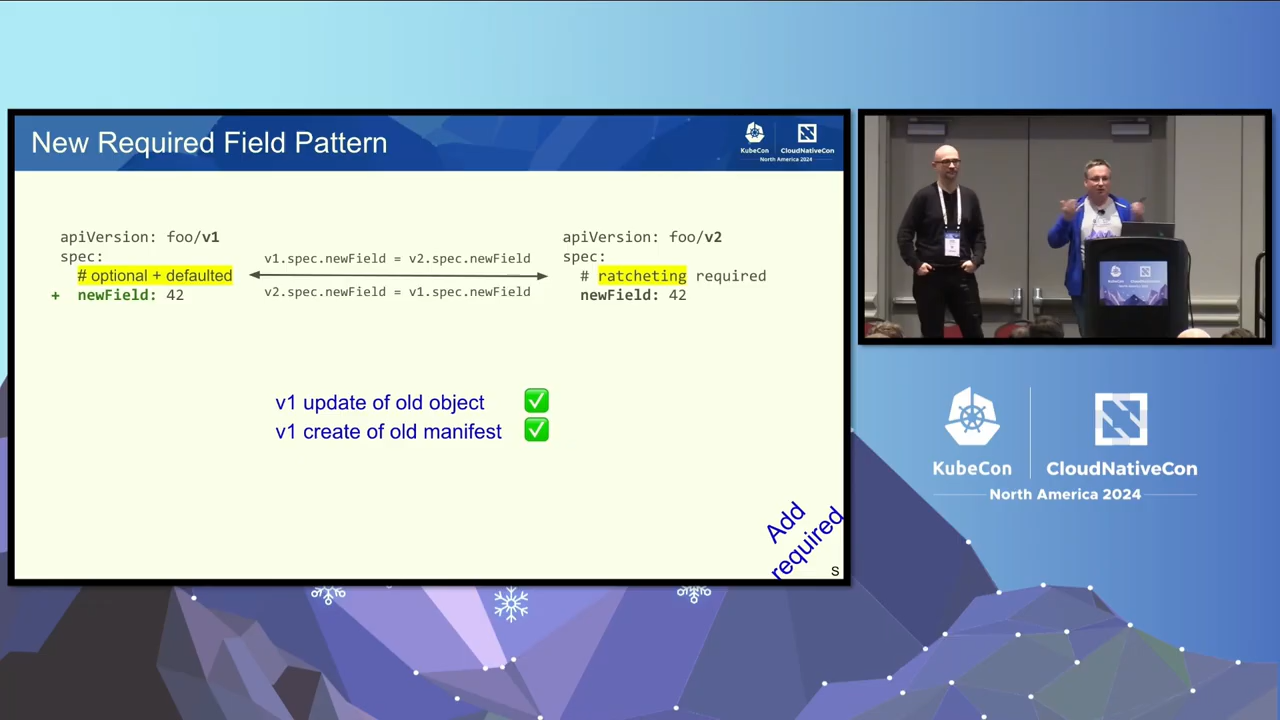 New Required Field Pattern
KubeCon
CloudNativeCon
North America 2024
apiVersion: foo/v1
spec:
# optional + defaulted
+ newField: 42
v1.spec.newField = v2.spec.newField
v2.spec.newField = v1.spec.newField
apiVersion: foo/v2
spec:
# ratcheting required
newField: 42
v1 update of old object ✅
v1 create of old manifest ✅
Add
required
S
KubeCon
CloudNativeCon
North America 2024